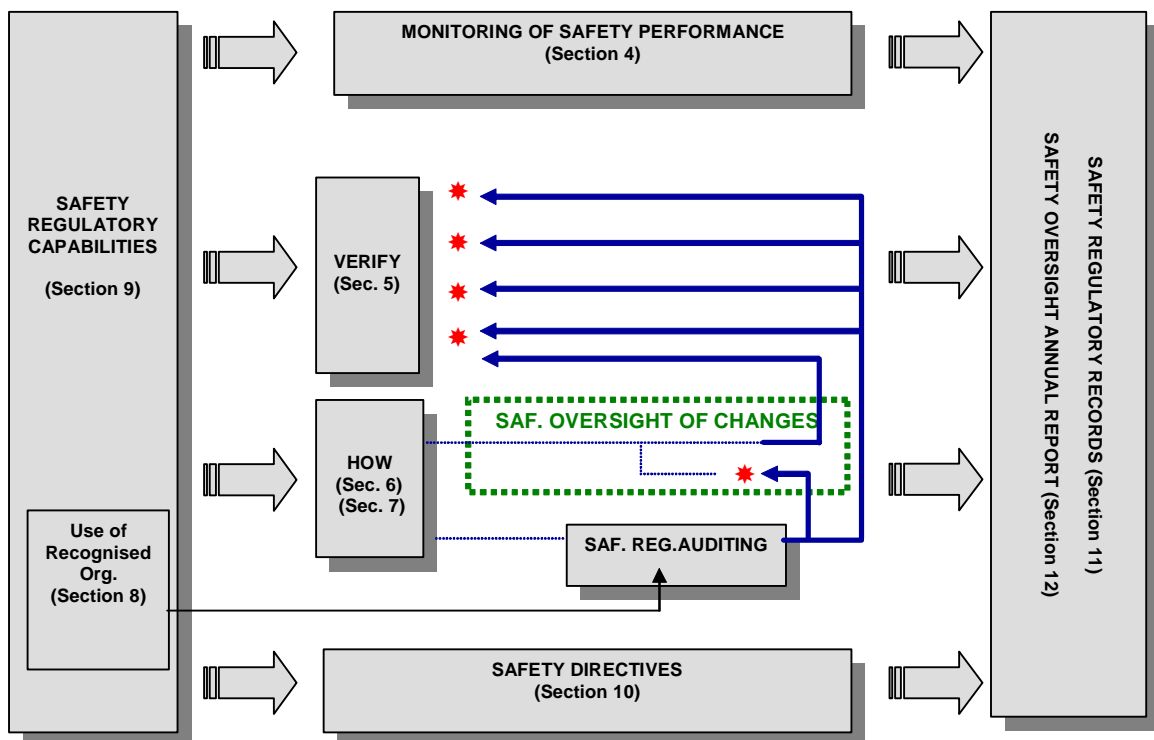 MONITORING OF SAFETY PERFORMANCE
(Section 4)
SAFETY
REGULATORY
CAPABILITIES
(Section 9)
VERIFY
(Sec. 5)
SAF. OVERSIGHT OF CHANGES
HOW
(Sec. 6)
(Sec. 7)
Use of
Recognised
Org.
(Section 8)
SAF. REG.AUDITING
SAFETY DIRECTIVES
(Section 10)
SAFETY REGULATORY RECORDS (Section 11)
SAFETY OVERSIGHT ANNUAL REPORT (Section 12)